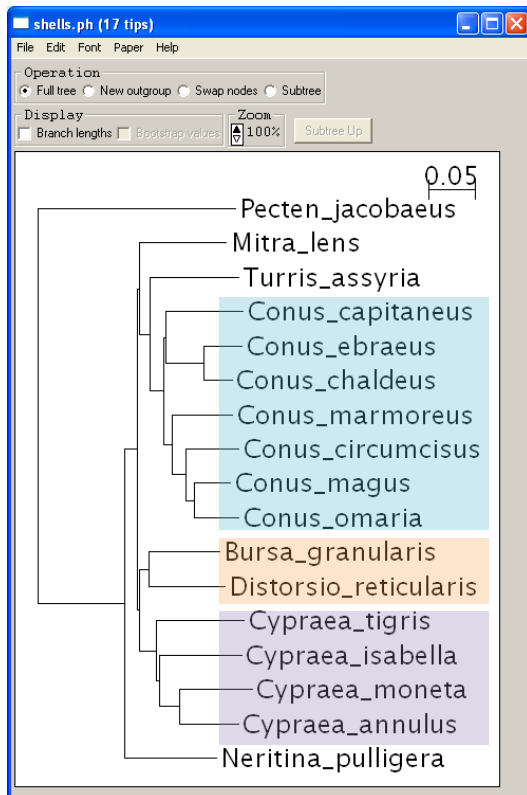 shells.ph (17 tips)
File Edit Font Paper Help
Operation
Full tree New outgroup Swap nodes Subtree
Display Zoom
Branch lengths Bootstrap values 100% Subtree Up
0.05
Pecten_jacobaeus
Mitra_lens
Turris_assyria
Conus_capitaneus
Conus_ebraeus
Conus_chaldeus
Conus_marmoreus
Conus_circumcisus
Conus_magus
Conus_omaria
Bursa_granularis
Distorsio_reticularis
Cypraea_tigris
Cypraea_isabella
Cypraea_moneta
Cypraea_annulus
Neritina_pulligera